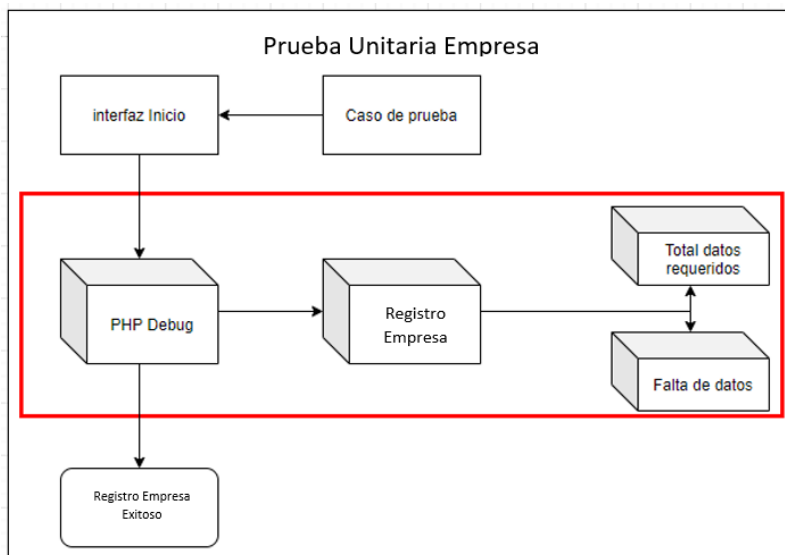 Prueba Unitaria Empresa
interfaz Inicio
Caso de prueba
PHP Debug
Registro
Empresa
Total datos
requeridos
Falta de datos
Registro Empresa
Exitoso